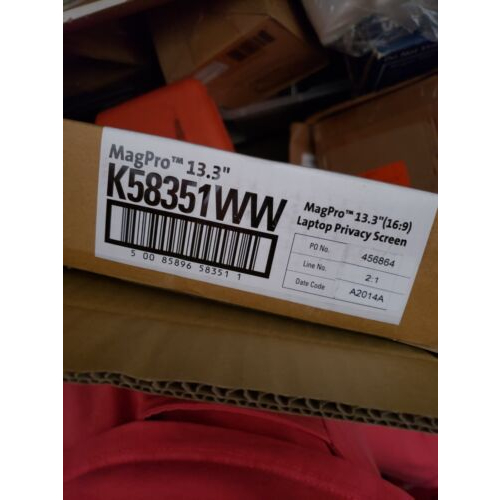 MagPro™ 13.3"
K58351WW
5 00 85896 58351 1
MagPro™ 13.3"(16:9)
Laptop Privacy Screen
PO No. 456864
Line No. 2:1
Date Code A2014A